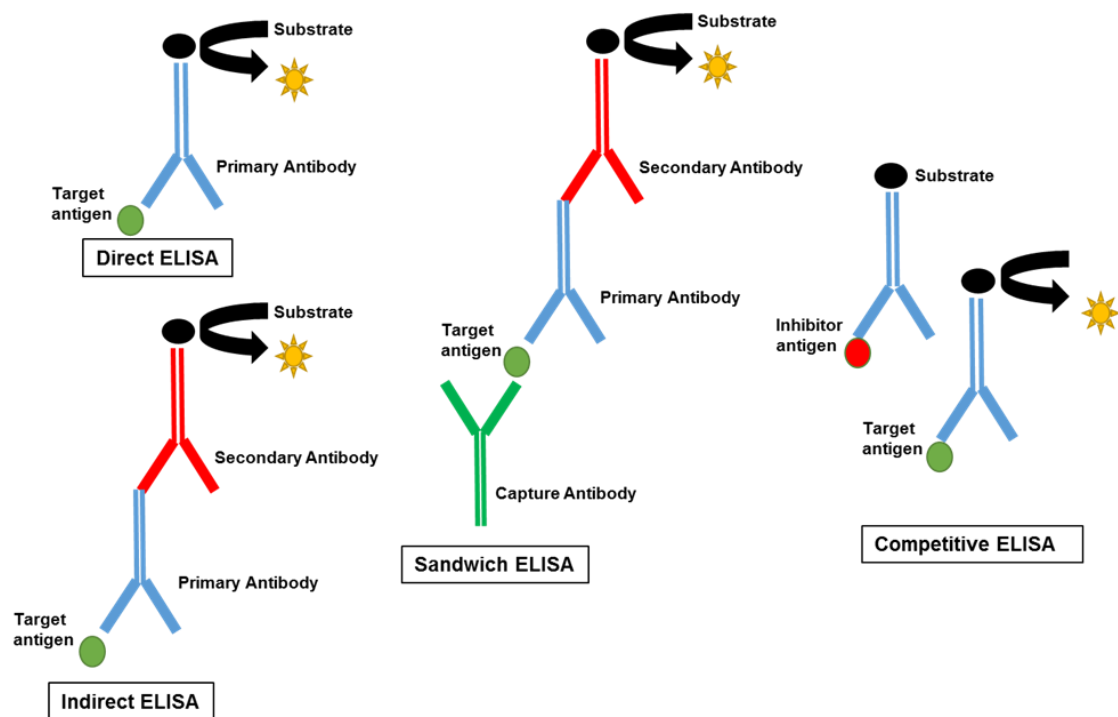 Substrate
Primary Antibody
Target
antigen
Direct ELISA
Substrate
Secondary Antibody
Primary Antibody
Target
antigen
Indirect ELISA
Substrate
Secondary Antibody
Primary Antibody
Target
antigen
Capture Antibody
Sandwich ELISA
Substrate
Inhibitor
antigen
Target
antigen
Competitive ELISA